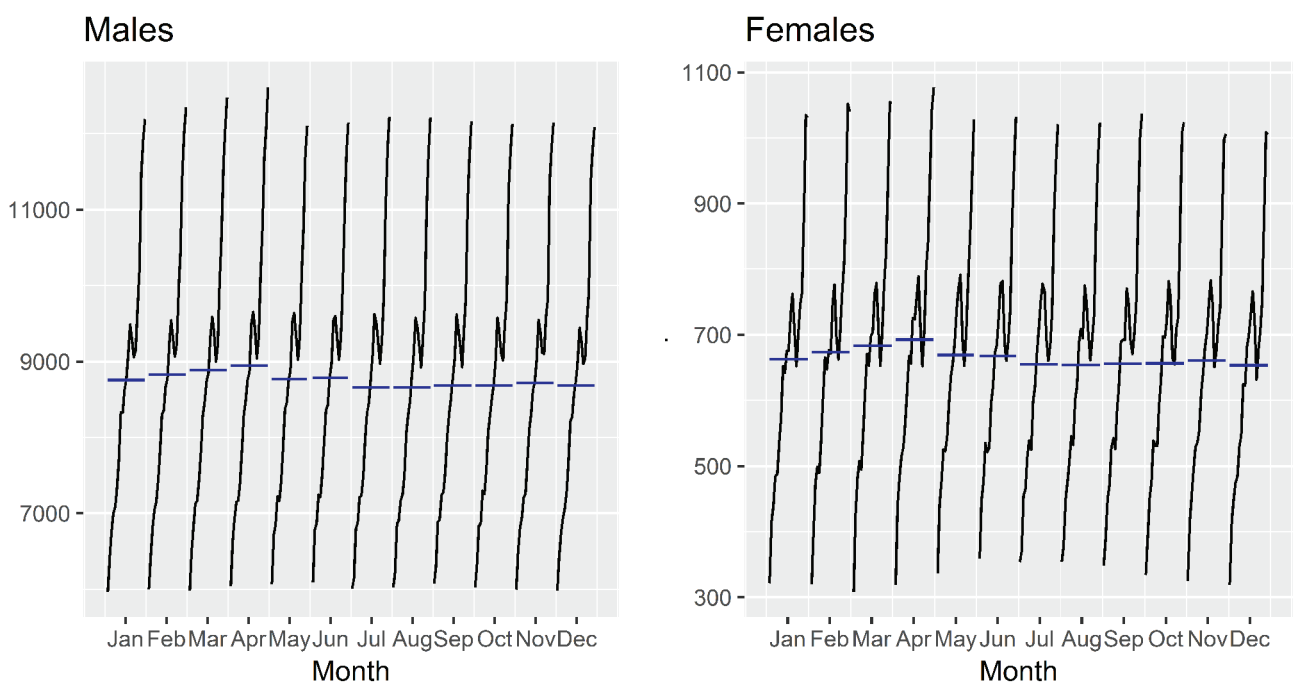 Males
11000
9000
7000
Jan Feb Mar Apr May Jun Jul Aug Sep Oct Nov Dec
Month
Females
1100
900
700
500
300
Jan Feb Mar Apr May Jun Jul Aug Sep Oct Nov Dec
Month